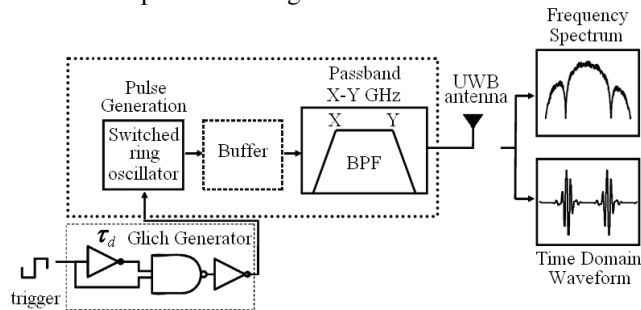 Frequency
Spectrum
Passband
X-Y GHz
UWB
antenna
Pulse
Generation
X Y
Switched
ring
oscillator
Buffer
BPF
τd Glich Generator
trigger
Time Domain
Waveform